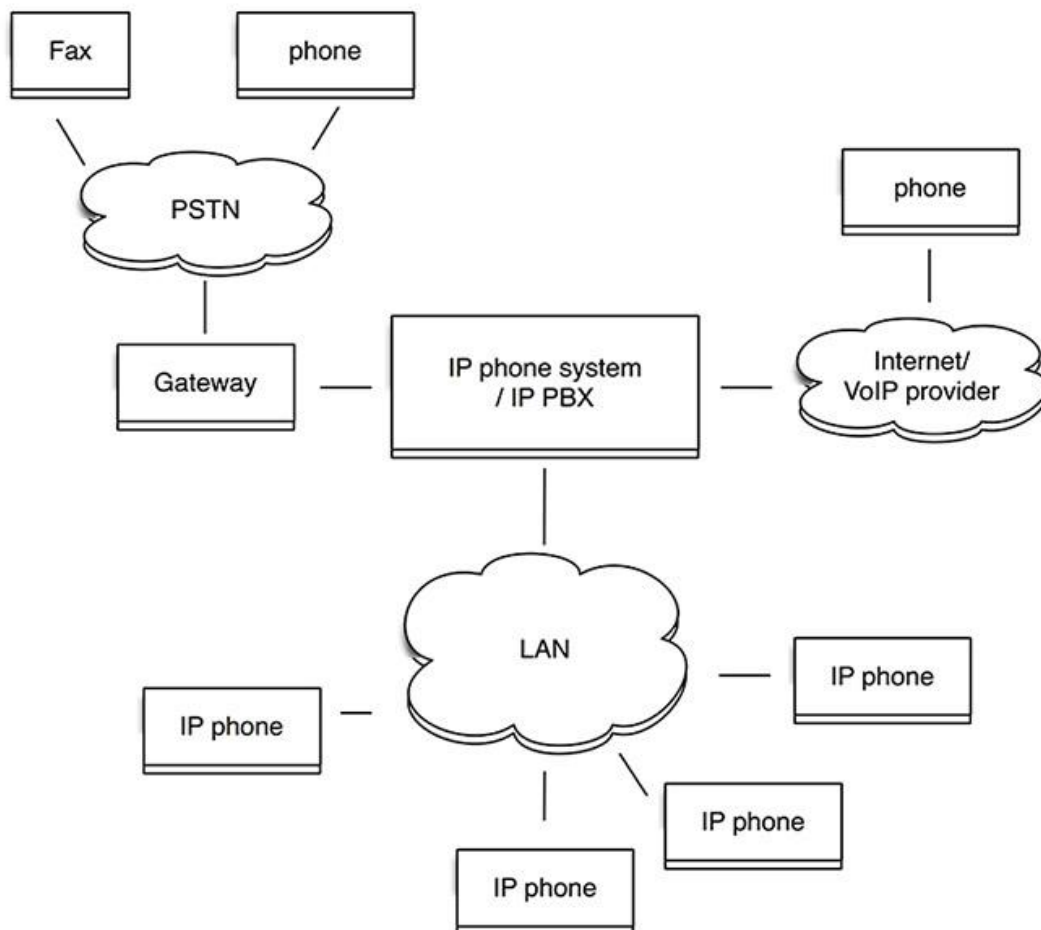 Fax
phone
PSTN
phone
Gateway
IP phone system
/ IP PBX
Internet/
VoIP provider
LAN
IP phone
IP phone
IP phone
IP phone